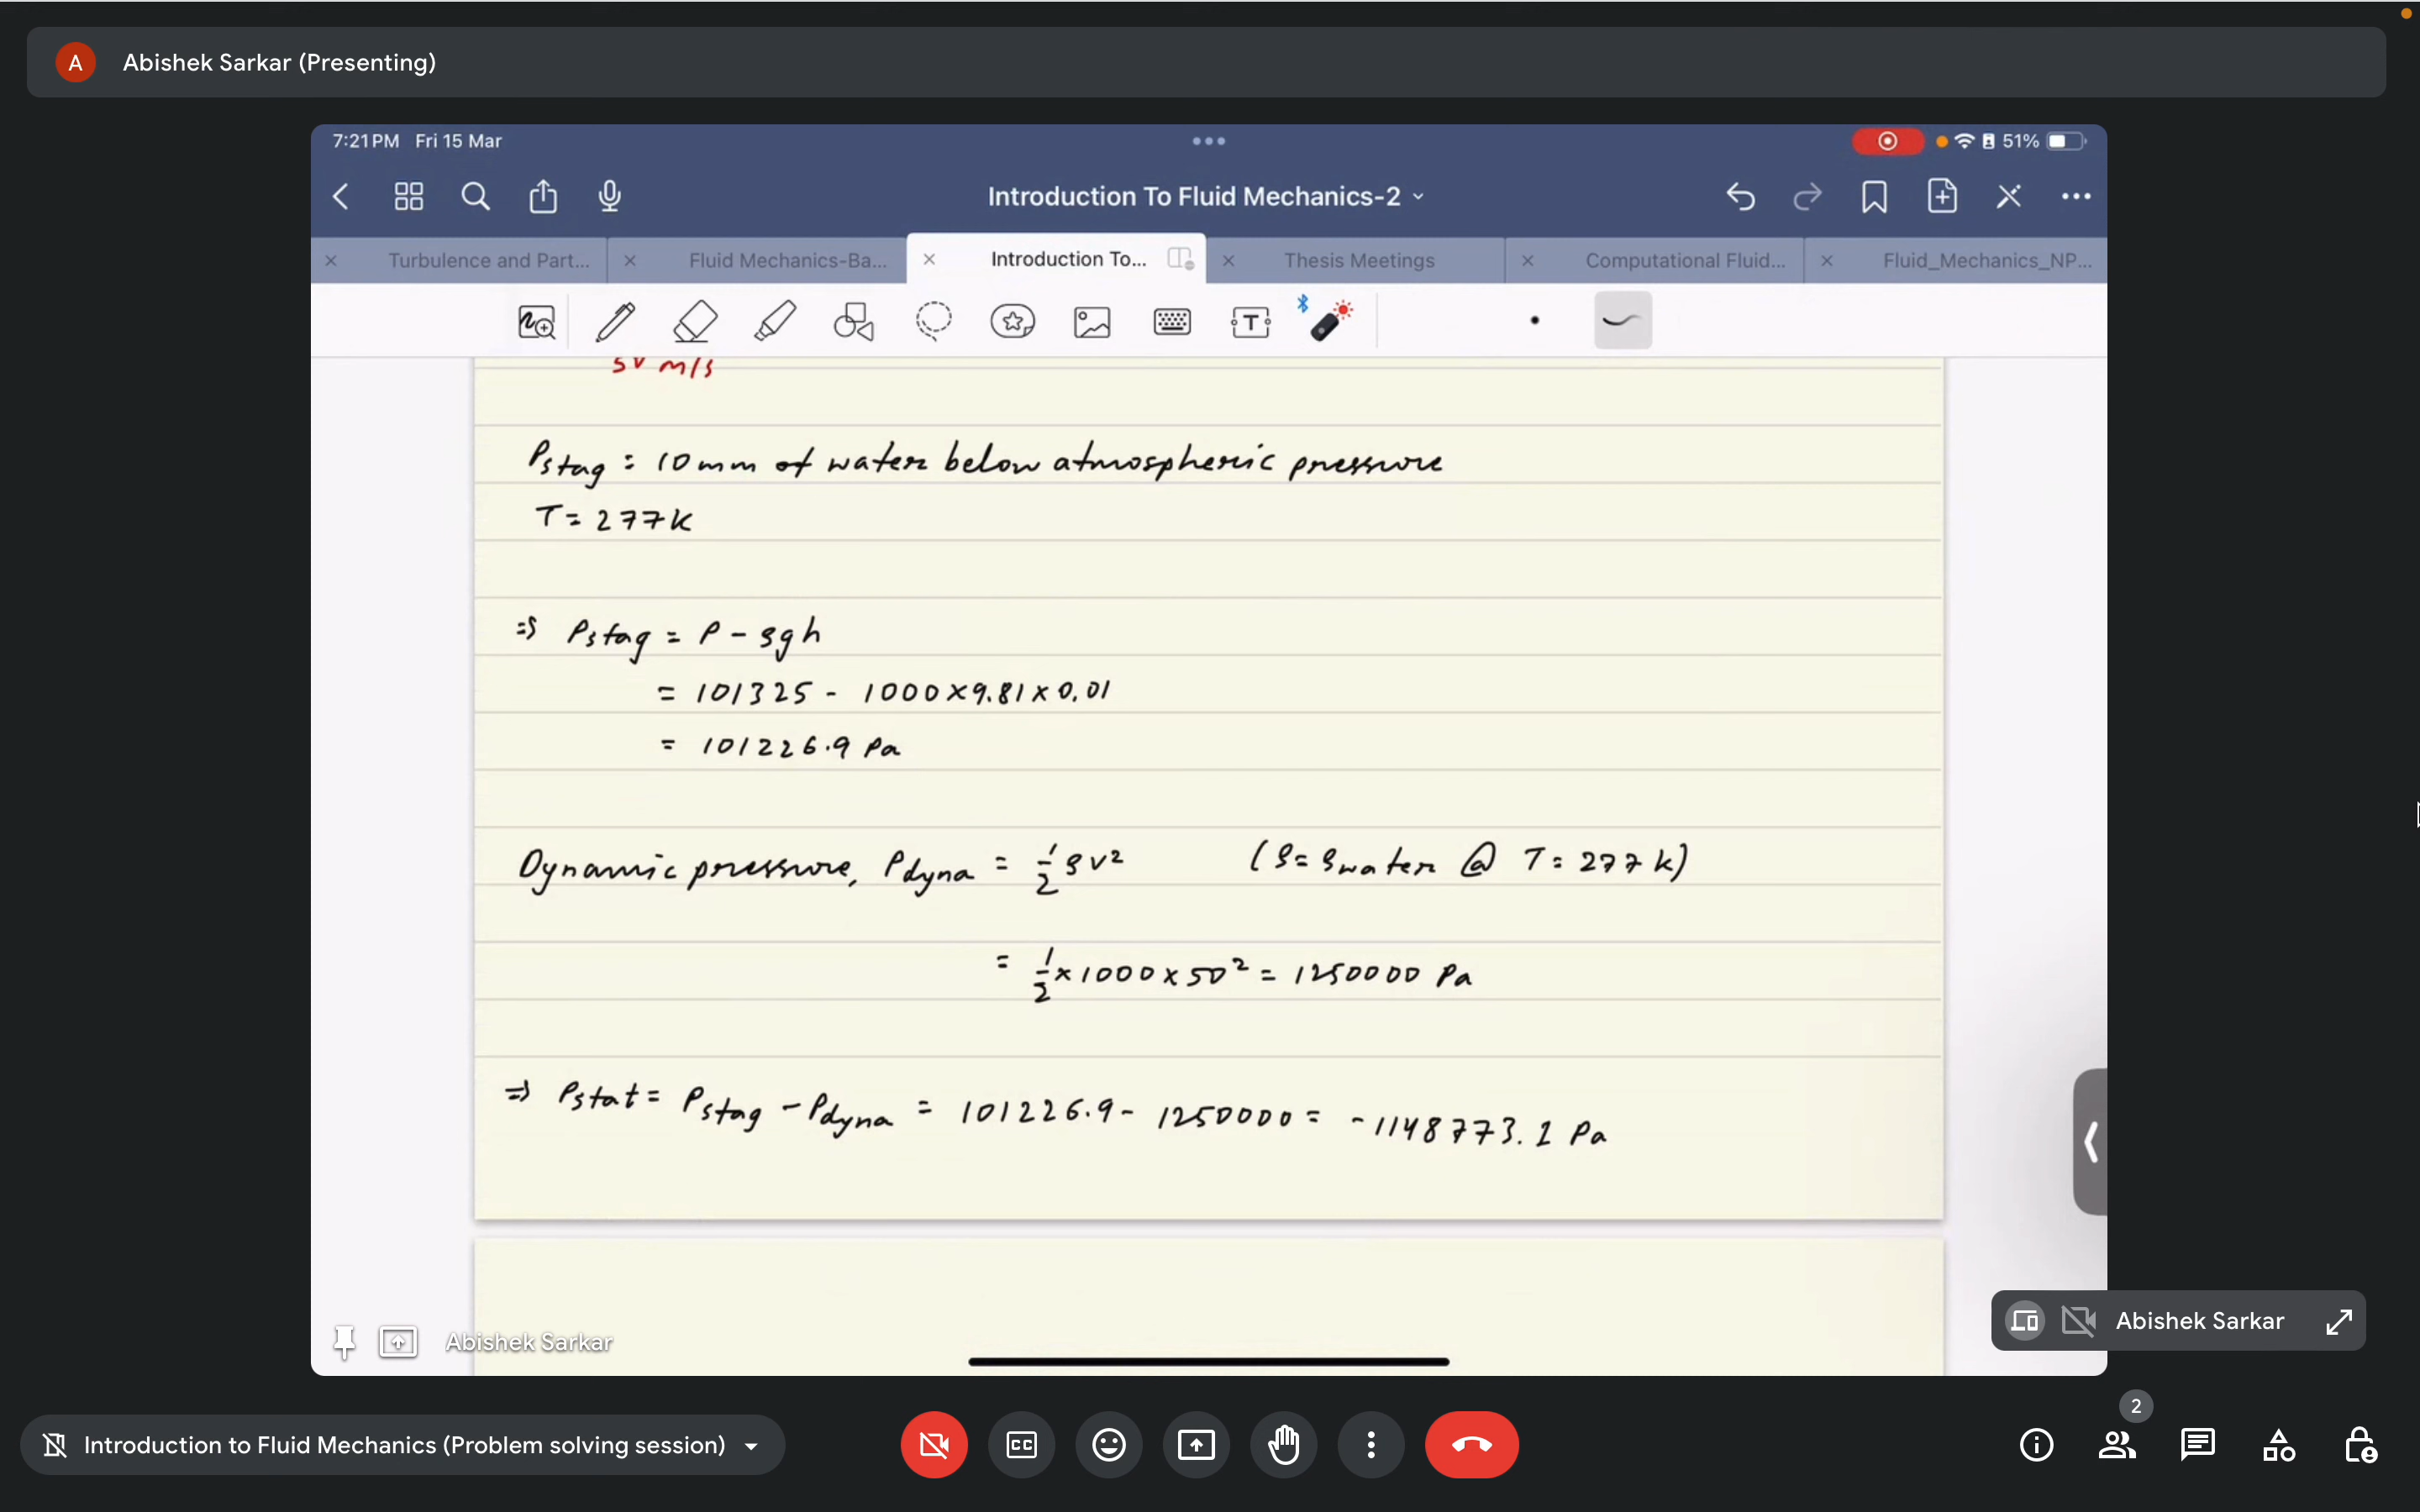 A Abishek Sarkar (Presenting)
7:21 PM Fri 15 Mar
51%
Introduction To Fluid Mechanics-2
Turbulence and Part...
Fluid Mechanics-Ba...
Introduction To...
Thesis Meetings
Computational Fluid...
Fluid_Mechanics_NP...
T
50 m/s
Pstag = 10mm of water below atmospheric pressure
T = 277K
⇒ Pstag = P - ρgh
= 101325 - 1000×9.81×0.01
= 101226.9 Pa
Dynamic pressure, Pdyna = 1/2 ρv² (ρ = ρwater @ T = 277 K)
= 1/2 × 1000 × 50² = 1250000 Pa
⇒ Pstat = Pstag - Pdyna = 101226.9 - 1250000 = -1148773.1 Pa
Abishek Sarkar
Abishek Sarkar
2
Introduction to Fluid Mechanics (Problem solving session)
CC